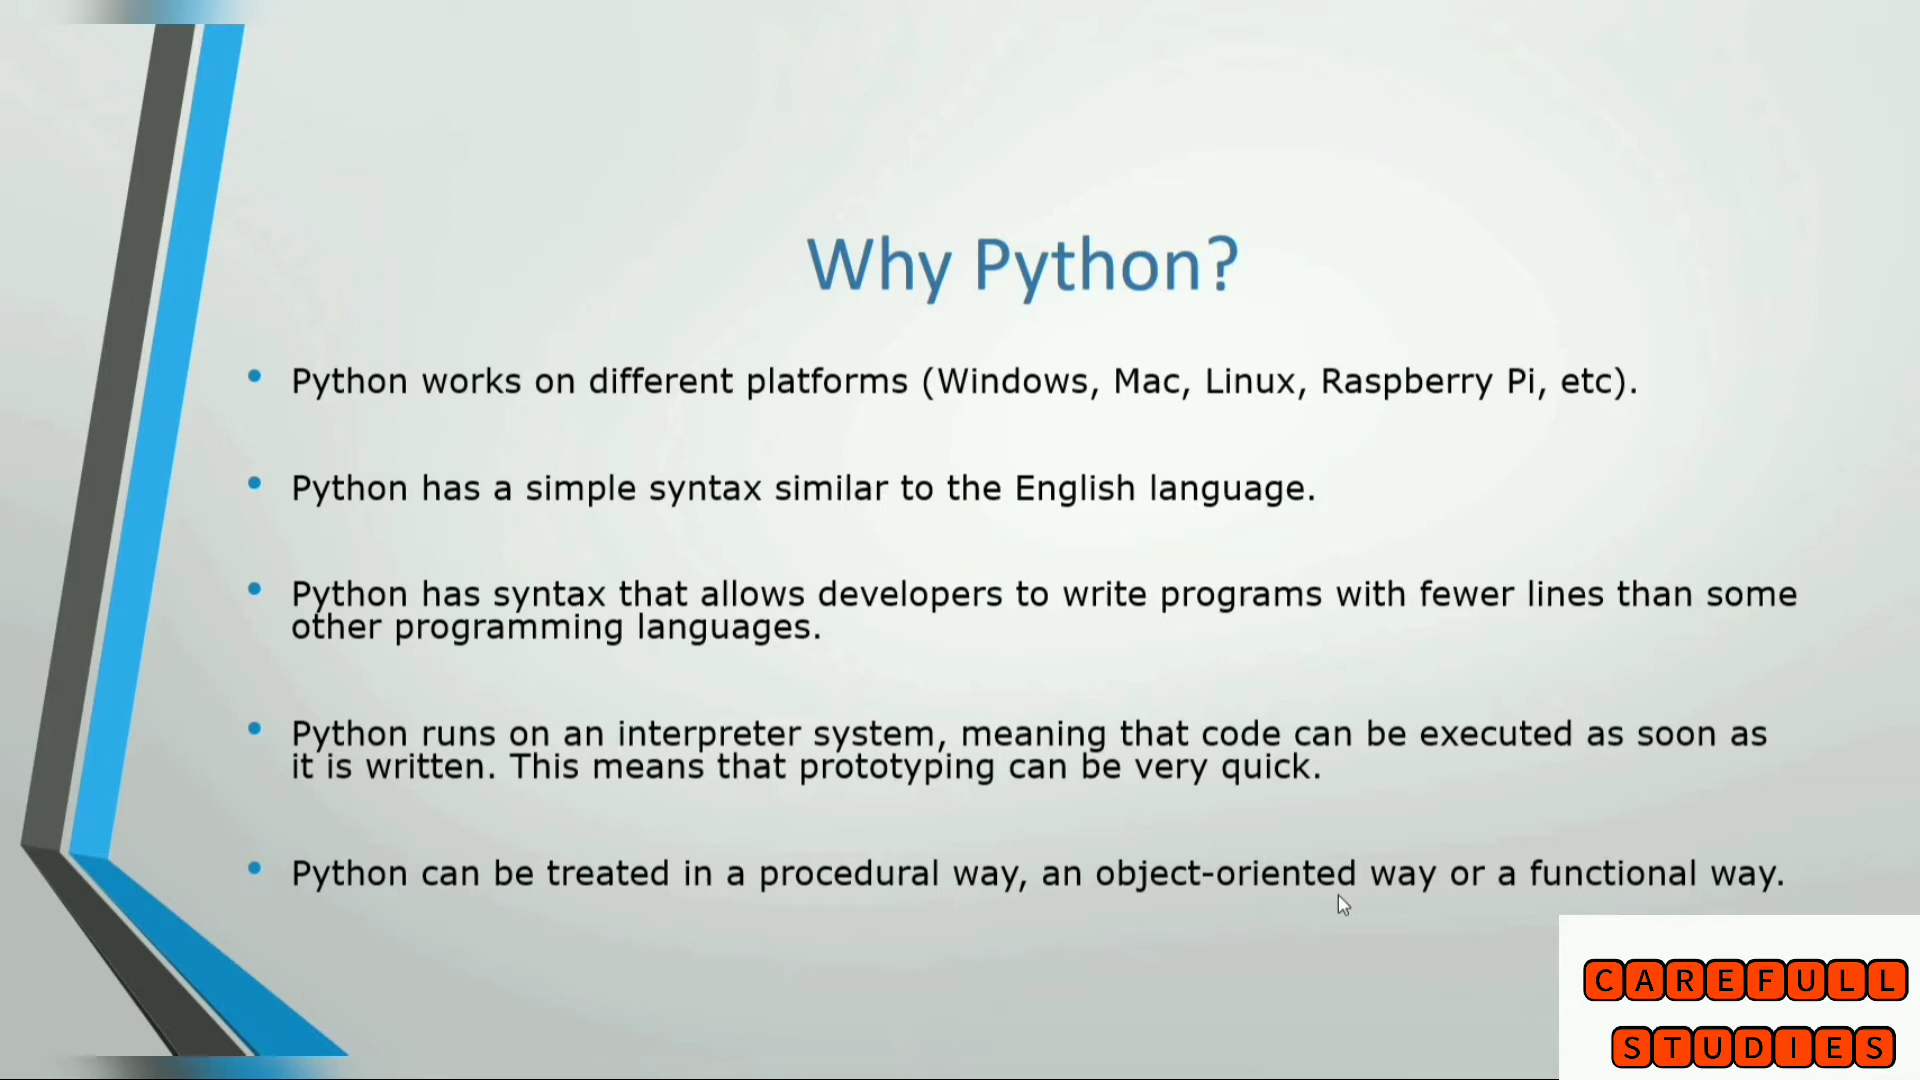 Why Python?
• Python works on different platforms (Windows, Mac, Linux, Raspberry Pi, etc).
• Python has a simple syntax similar to the English language.
• Python has syntax that allows developers to write programs with fewer lines than some
other programming languages.
• Python runs on an interpreter system, meaning that code can be executed as soon as
it is written. This means that prototyping can be very quick.
• Python can be treated in a procedural way, an object-oriented way or a functional way.
CAREFULL
STUDIES